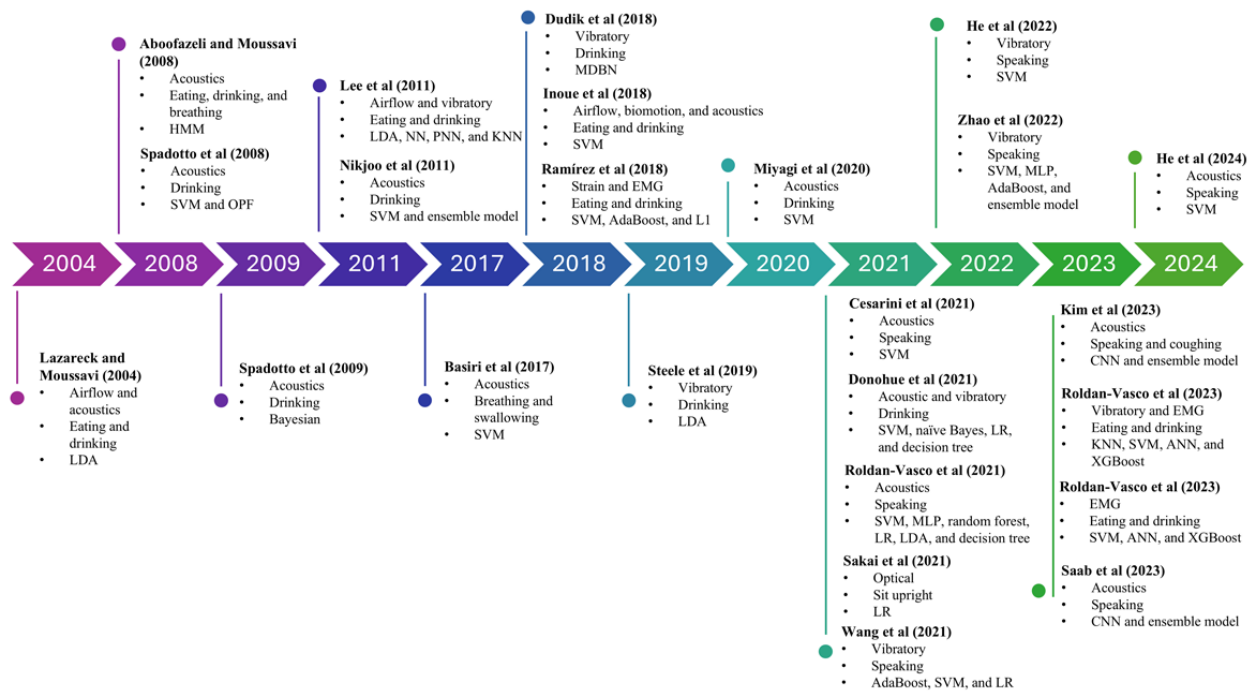 Aboofazeli and Moussavi
(2008)
• Acoustics
• Eating, drinking, and
breathing
• HMM
Spadotto et al (2008)
• Acoustics
• Drinking
• SVM and OPF
Lee et al (2011)
• Airflow and vibratory
• Eating and drinking
• LDA, NN, PNN, and KNN
Nikjoo et al (2011)
• Acoustics
• Drinking
• SVM and ensemble model
Dudik et al (2018)
• Vibratory
• Drinking
• MDBN
Inoue et al (2018)
• Airflow, biomotion, and acoustics
• Eating and drinking
• SVM
Ramírez et al (2018)
• Strain and EMG
• Eating and drinking
• SVM, AdaBoost, and L1
Miyagi et al (2020)
• Acoustics
• Drinking
• SVM
He et al (2022)
• Vibratory
• Speaking
• SVM
Zhao et al (2022)
• Vibratory
• Speaking
• SVM, MLP,
AdaBoost, and
ensemble model
He et al (2024)
• Acoustics
• Speaking
• SVM
2004 2008 2009 2011 2017 2018 2019 2020 2021 2022 2023 2024
Lazareck and
Moussavi (2004)
• Airflow and
acoustics
• Eating and
drinking
• LDA
Spadotto et al (2009)
• Acoustics
• Drinking
• Bayesian
Basiri et al (2017)
• Acoustics
• Breathing and
swallowing
• SVM
Steele et al (2019)
• Vibratory
• Drinking
• LDA
Cesarini et al (2021)
• Acoustics
• Speaking
• SVM
Donohue et al (2021)
• Acoustic and vibratory
• Drinking
• SVM, naïve Bayes, LR,
and decision tree
Roldan-Vasco et al (2021)
• Acoustics
• Speaking
• SVM, MLP, random forest,
LR, LDA, and decision tree
Sakai et al (2021)
• Optical
• Sit upright
• LR
Wang et al (2021)
• Vibratory
• Speaking
• AdaBoost, SVM, and LR
Kim et al (2023)
• Acoustics
• Speaking and coughing
• CNN and ensemble model
Roldan-Vasco et al (2023)
• Vibratory and EMG
• Eating and drinking
• KNN, SVM, ANN, and
XGBoost
Roldan-Vasco et al (2023)
• EMG
• Eating and drinking
• SVM, ANN, and XGBoost
Saab et al (2023)
• Acoustics
• Speaking
• CNN and ensemble model